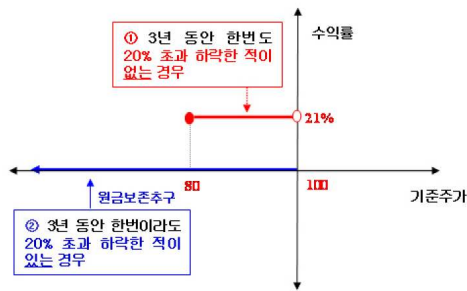 ① 3년 동안 한번도
20% 초과 하락한 적이
없는 경우
수익률
21%
80
100
기준주가
원금보존추구
② 3년 동안 한번이라도
20% 초과 하락한 적이
있는 경우